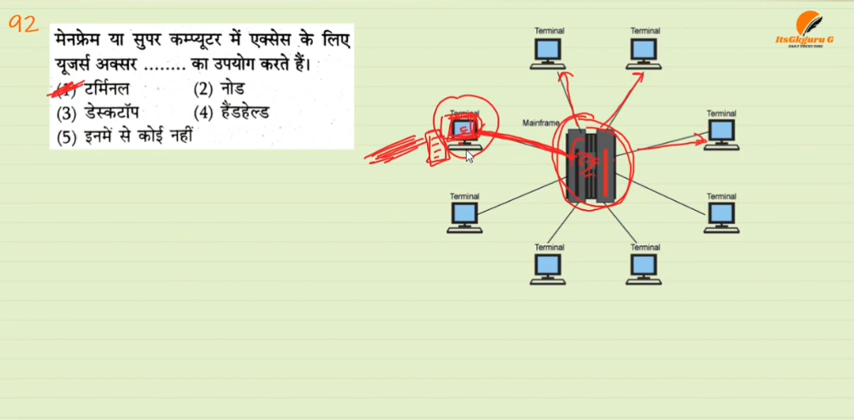 92
मेनफ्रेम या सुपर कम्प्यूटर में एक्सेस के लिए
यूजर्स अक्सर ........ का उपयोग करते हैं।
(1) टर्मिनल (2) नोड
(3) डेस्कटॉप (4) हैंडहेल्ड
(5) इनमें से कोई नहीं
Terminal Terminal
ItsGkguru G
Terminal Mainframe Terminal
Terminal Terminal
Terminal Terminal